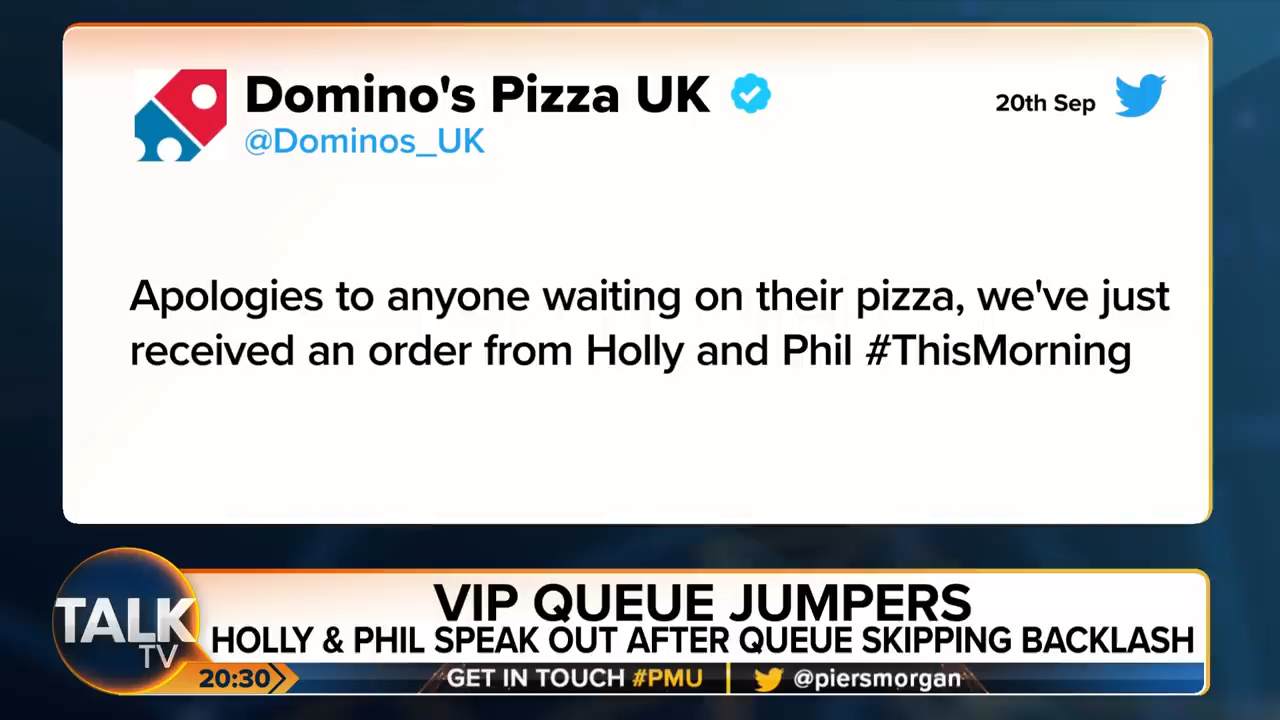 Domino's Pizza UK
20th Sep
@Dominos_UK
Apologies to anyone waiting on their pizza, we've just
received an order from Holly and Phil #ThisMorning
VIP QUEUE JUMPERS
HOLLY & PHIL SPEAK OUT AFTER QUEUE SKIPPING BACKLASH
TALK
TV
20:30
GET IN TOUCH #PMU
@piersmorgan